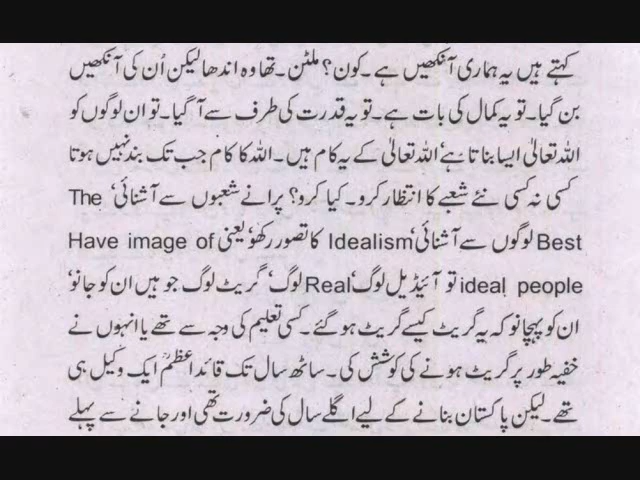 کہتے ہیں یہ ہماری آنکھیں ہے۔ کون؟ ملٹن۔ تھا وہ اندھا لیکن اُن کی آنکھیں
بن گیا۔ تو یہ کمال کی بات ہے۔ تو یہ قدرت کی طرف سے آ گیا۔ تو ان لوگوں کو
اللہ تعالیٰ ایسا بناتا ہے، اللہ تعالیٰ کے یہ کام ہیں۔ اللہ کا کام جب تک بند نہیں ہوتا
کسی نہ کسی نئے شعبے کا انتظار کرو۔ کیا کرو؟ پرانے شعبوں سے آشنائی، The
Best لوگوں سے آشنائی، Idealism کا تصور رکھو، یعنی Have image of
ideal people تو آئیڈیل لوگ، Real لوگ، گریٹ لوگ جو ہیں ان کو جانو،
ان کو پہچانو کہ یہ گریٹ کیسے گریٹ ہو گئے۔ کسی تعلیم کی وجہ سے تھے یا انہوں نے
خفیہ طور پر گریٹ ہونے کی کوشش کی۔ ساٹھ سال تک قائد اعظمؒ ایک وکیل ہی
تھے۔ لیکن پاکستان بنانے کے لیے اگلے سال کی ضرورت تھی اور جانے سے پہلے